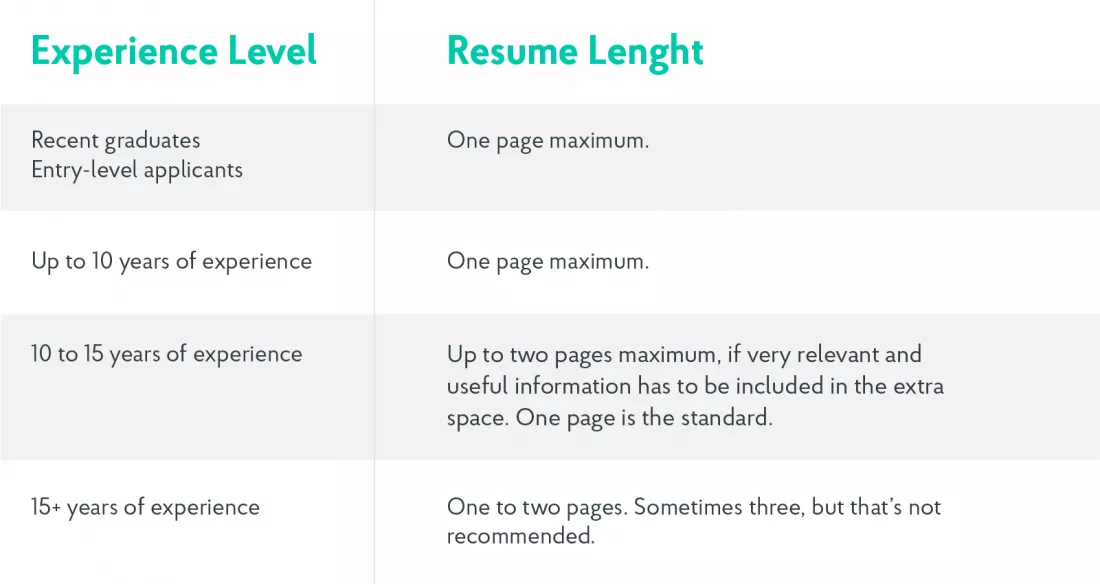 Experience Level
Resume Lenght
Recent graduates
Entry-level applicants
One page maximum.
Up to 10 years of experience
One page maximum.
10 to 15 years of experience
Up to two pages maximum, if very relevant and
useful information has to be included in the extra
space. One page is the standard.
15+ years of experience
One to two pages. Sometimes three, but that’s not
recommended.